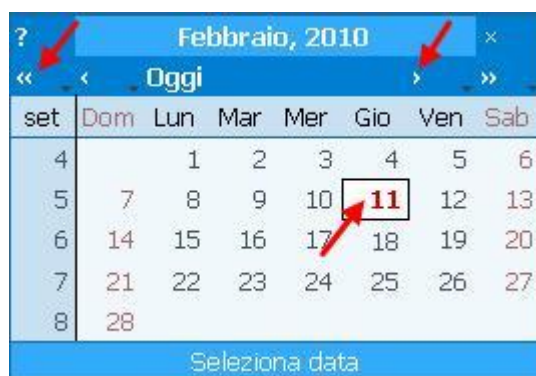 ? Febbraio, 2010 ×
« ‹ Oggi › »
set Dom Lun Mar Mer Gio Ven Sab
4 1 2 3 4 5 6
5 7 8 9 10 11 12 13
6 14 15 16 17 18 19 20
7 21 22 23 24 25 26 27
8 28
Seleziona data